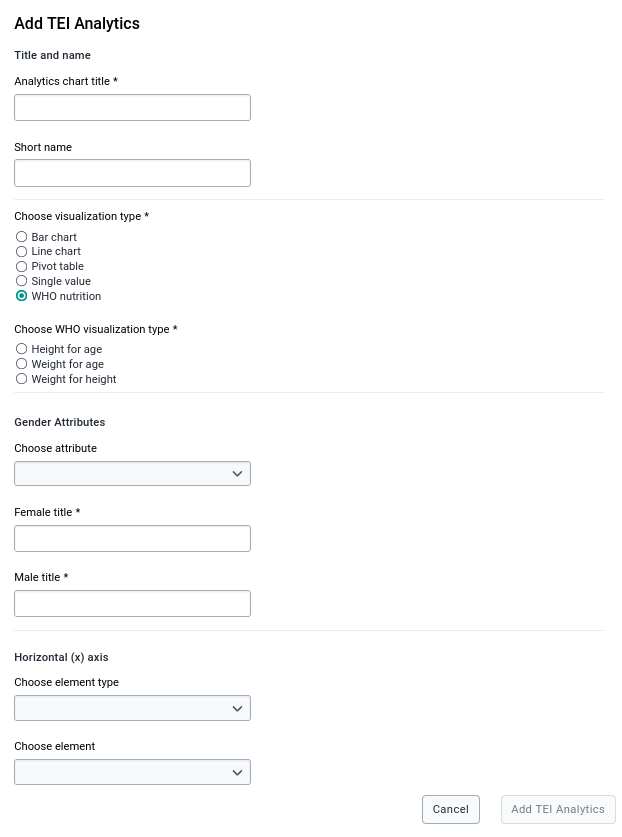 Add TEI Analytics
Title and name
Analytics chart title *
Short name
Choose visualization type *
Bar chart
Line chart
Pivot table
Single value
WHO nutrition
Choose WHO visualization type *
Height for age
Weight for age
Weight for height
Gender Attributes
Choose attribute
Female title *
Male title *
Horizontal (x) axis
Choose element type
Choose element
Cancel
Add TEI Analytics